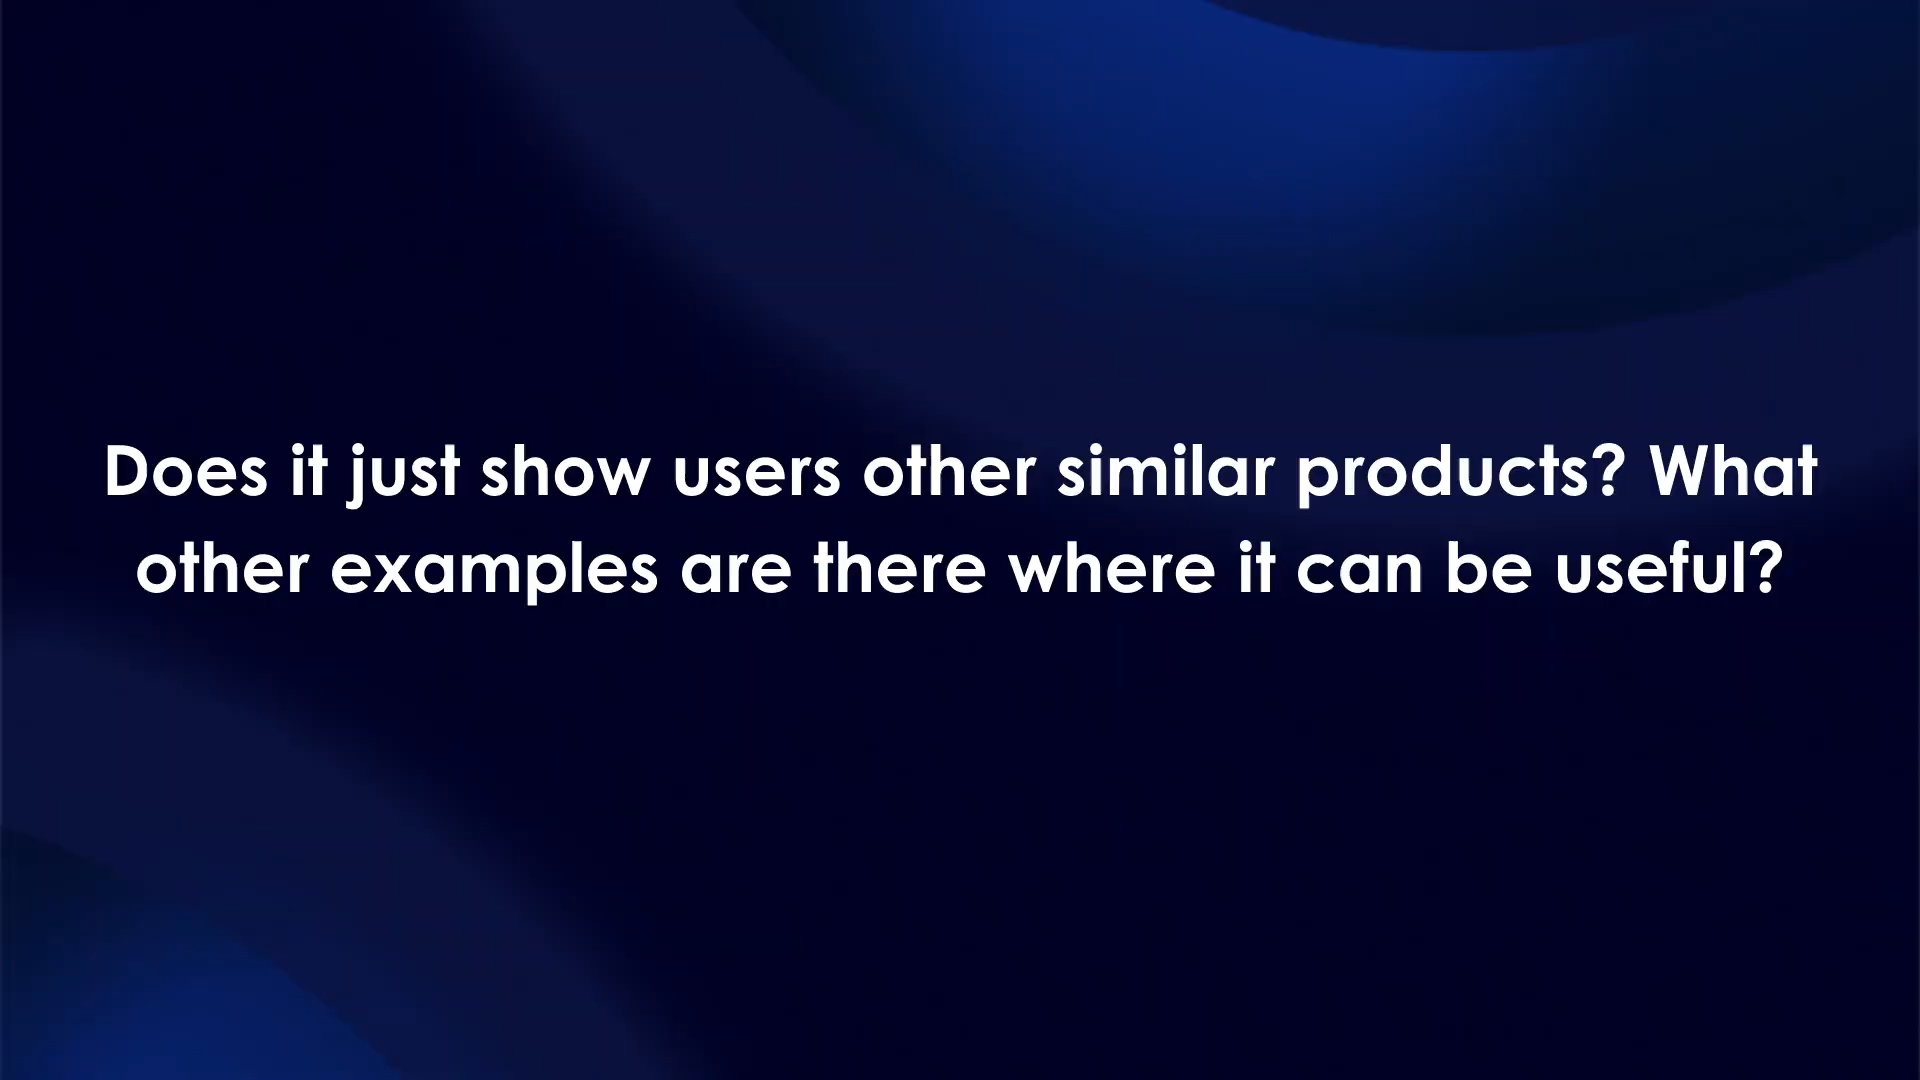 Does it just show users other similar products? What
other examples are there where it can be useful?